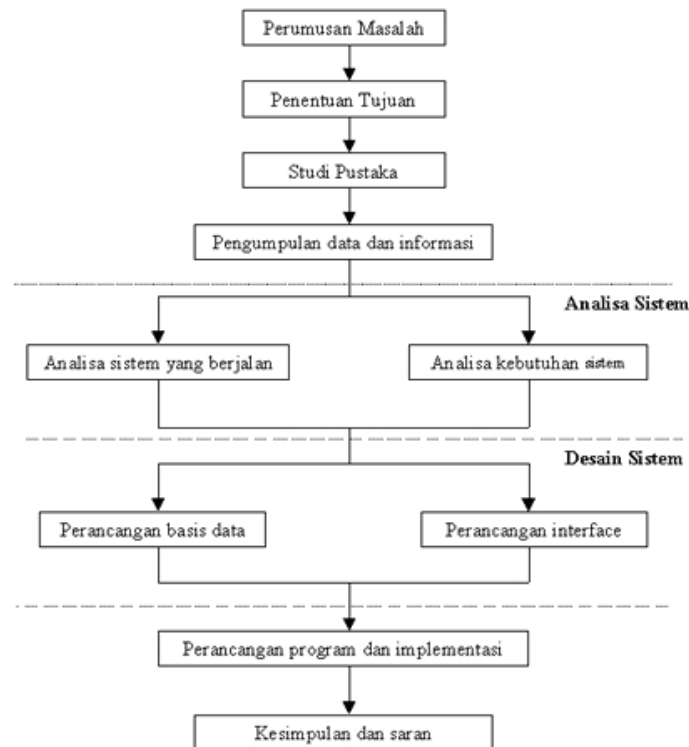 Perumusan Masalah
Penentuan Tujuan
Studi Pustaka
Pengumpulan data dan informasi
Analisa Sistem
Analisa sistem yang berjalan
Analisa kebutuhan sistem
Desain Sistem
Perancangan basis data
Perancangan interface
Perancangan program dan implementasi
Kesimpulan dan saran